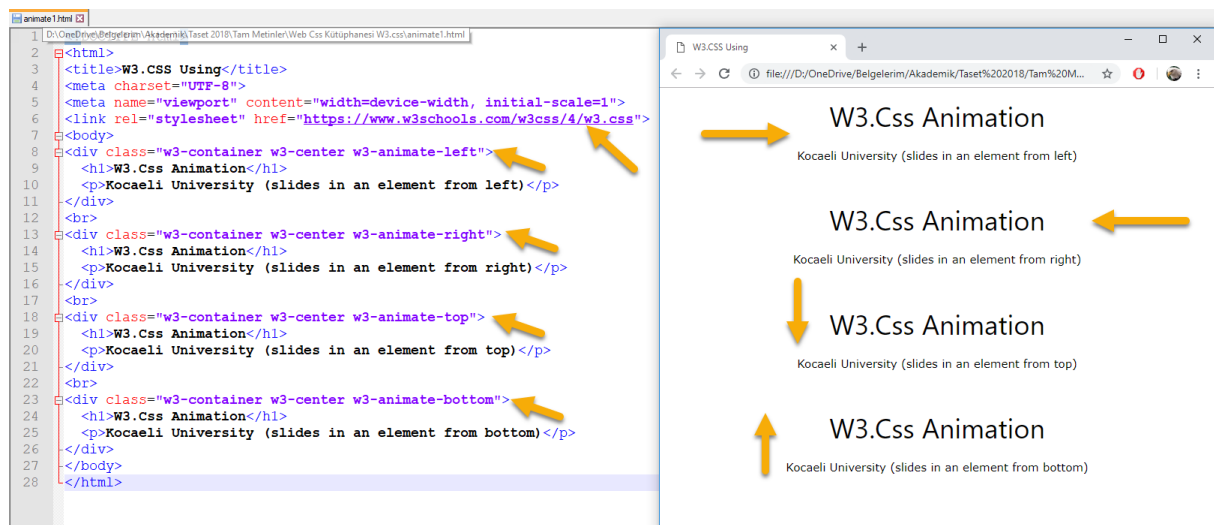 animate1.html
D:\OneDrive\Belgelerim\Akademik\Taset 2018\Tam Metinler\Web Css Kütüphanesi W3.css\animate1.html
1
2 <html>
3 <title>W3.CSS Using</title>
4 <meta charset="UTF-8">
5 <meta name="viewport" content="width=device-width, initial-scale=1">
6 <link rel="stylesheet" href="https://www.w3schools.com/w3css/4/w3.css">
7 <body>
8 <div class="w3-container w3-center w3-animate-left">
9 <h1>W3.Css Animation</h1>
10 <p>Kocaeli University (slides in an element from left)</p>
11 </div>
12 <br>
13 <div class="w3-container w3-center w3-animate-right">
14 <h1>W3.Css Animation</h1>
15 <p>Kocaeli University (slides in an element from right)</p>
16 </div>
17 <br>
18 <div class="w3-container w3-center w3-animate-top">
19 <h1>W3.Css Animation</h1>
20 <p>Kocaeli University (slides in an element from top)</p>
21 </div>
22 <br>
23 <div class="w3-container w3-center w3-animate-bottom">
24 <h1>W3.Css Animation</h1>
25 <p>Kocaeli University (slides in an element from bottom)</p>
26 </div>
27 </body>
28 </html>
W3.CSS Using
file:///D:/OneDrive/Belgelerim/Akademik/Taset%202018/Tam%20M...
W3.Css Animation
Kocaeli University (slides in an element from left)
W3.Css Animation
Kocaeli University (slides in an element from right)
W3.Css Animation
Kocaeli University (slides in an element from top)
W3.Css Animation
Kocaeli University (slides in an element from bottom)